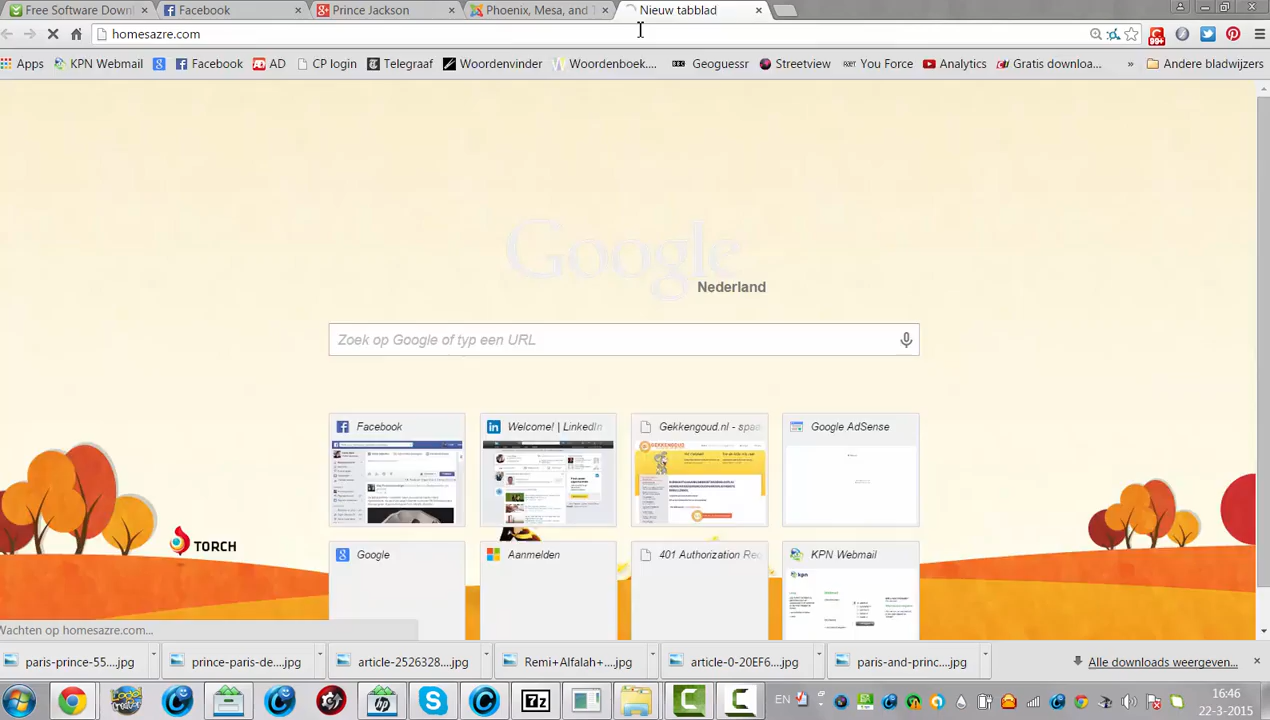 Free Software Down
Facebook
Prince Jackson
Phoenix, Mesa, and T
Nieuw tabblad
homesazre.com
99+
Apps
KPN Webmail
Facebook
AD
CP login
Telegraaf
Woordenvinder
Woordenboek....
Geoguessr
Streetview
You Force
Analytics
Gratis downloa...
»
Andere bladwijzers
Google
Nederland
Zoek op Google of typ een URL
Facebook
Welcome! | LinkedIn
Gekkengoud.nl - spaa
Google AdSense
TORCH
Google
Aanmelden
401 Authorization Rec
KPN Webmail
Wachten op homesazre.com...
paris-prince-55....jpg
prince-paris-de....jpg
article-2526328....jpg
Remi+Alfalah+....jpg
article-0-20EF6....jpg
paris-and-princ....jpg
Alle downloads weergeven...
EN
16:46
22-3-2015